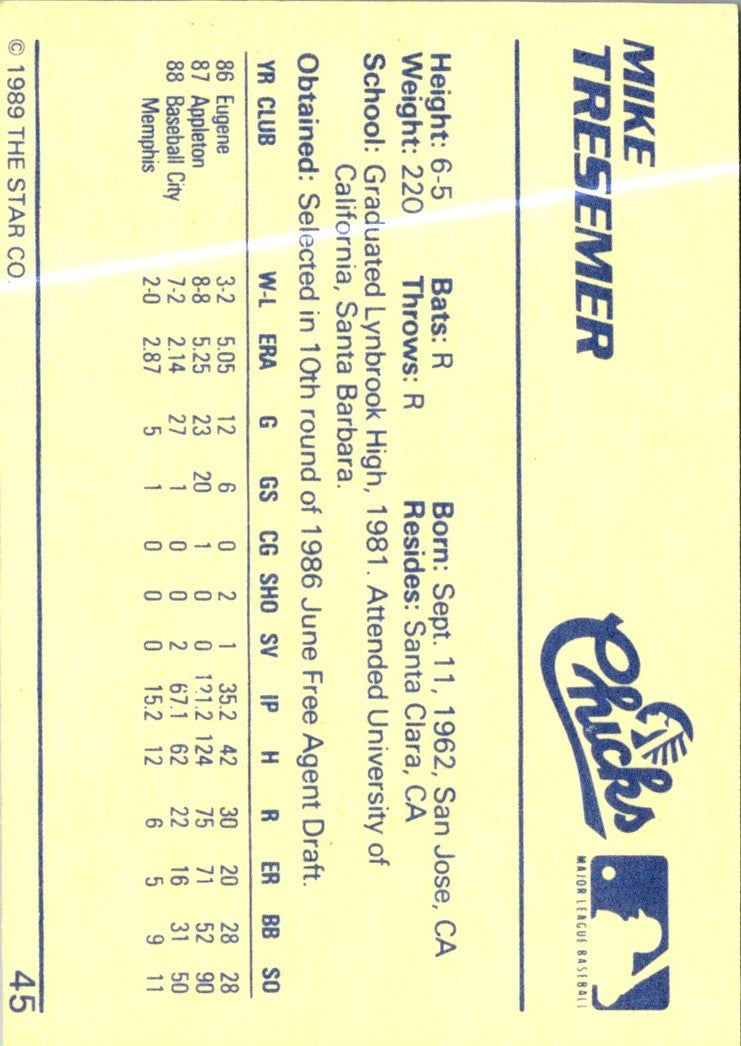 MIKE
TRESEMER
Chicks
MAJOR LEAGUE BASEBALL
Height: 6-5 Bats: R Born: Sept. 11, 1962, San Jose, CA
Weight: 220 Throws: R Resides: Santa Clara, CA
School: Graduated Lynbrook High, 1981. Attended University of
California, Santa Barbara.
Obtained: Selected in 10th round of 1986 June Free Agent Draft.
YR CLUB W-L ERA G GS CG SHO SV IP H R ER BB SO
86 Eugene 3-2 5.05 12 6 0 2 1 35.2 42 30 20 28 28
87 Appleton 8-8 5.25 23 20 1 0 0 121.2 124 75 71 52 90
88 Baseball City 7-2 2.14 27 1 0 0 2 67.1 62 22 16 31 50
Memphis 2-0 2.87 5 1 0 0 0 15.2 12 6 5 9 11
© 1989 THE STAR CO.
45